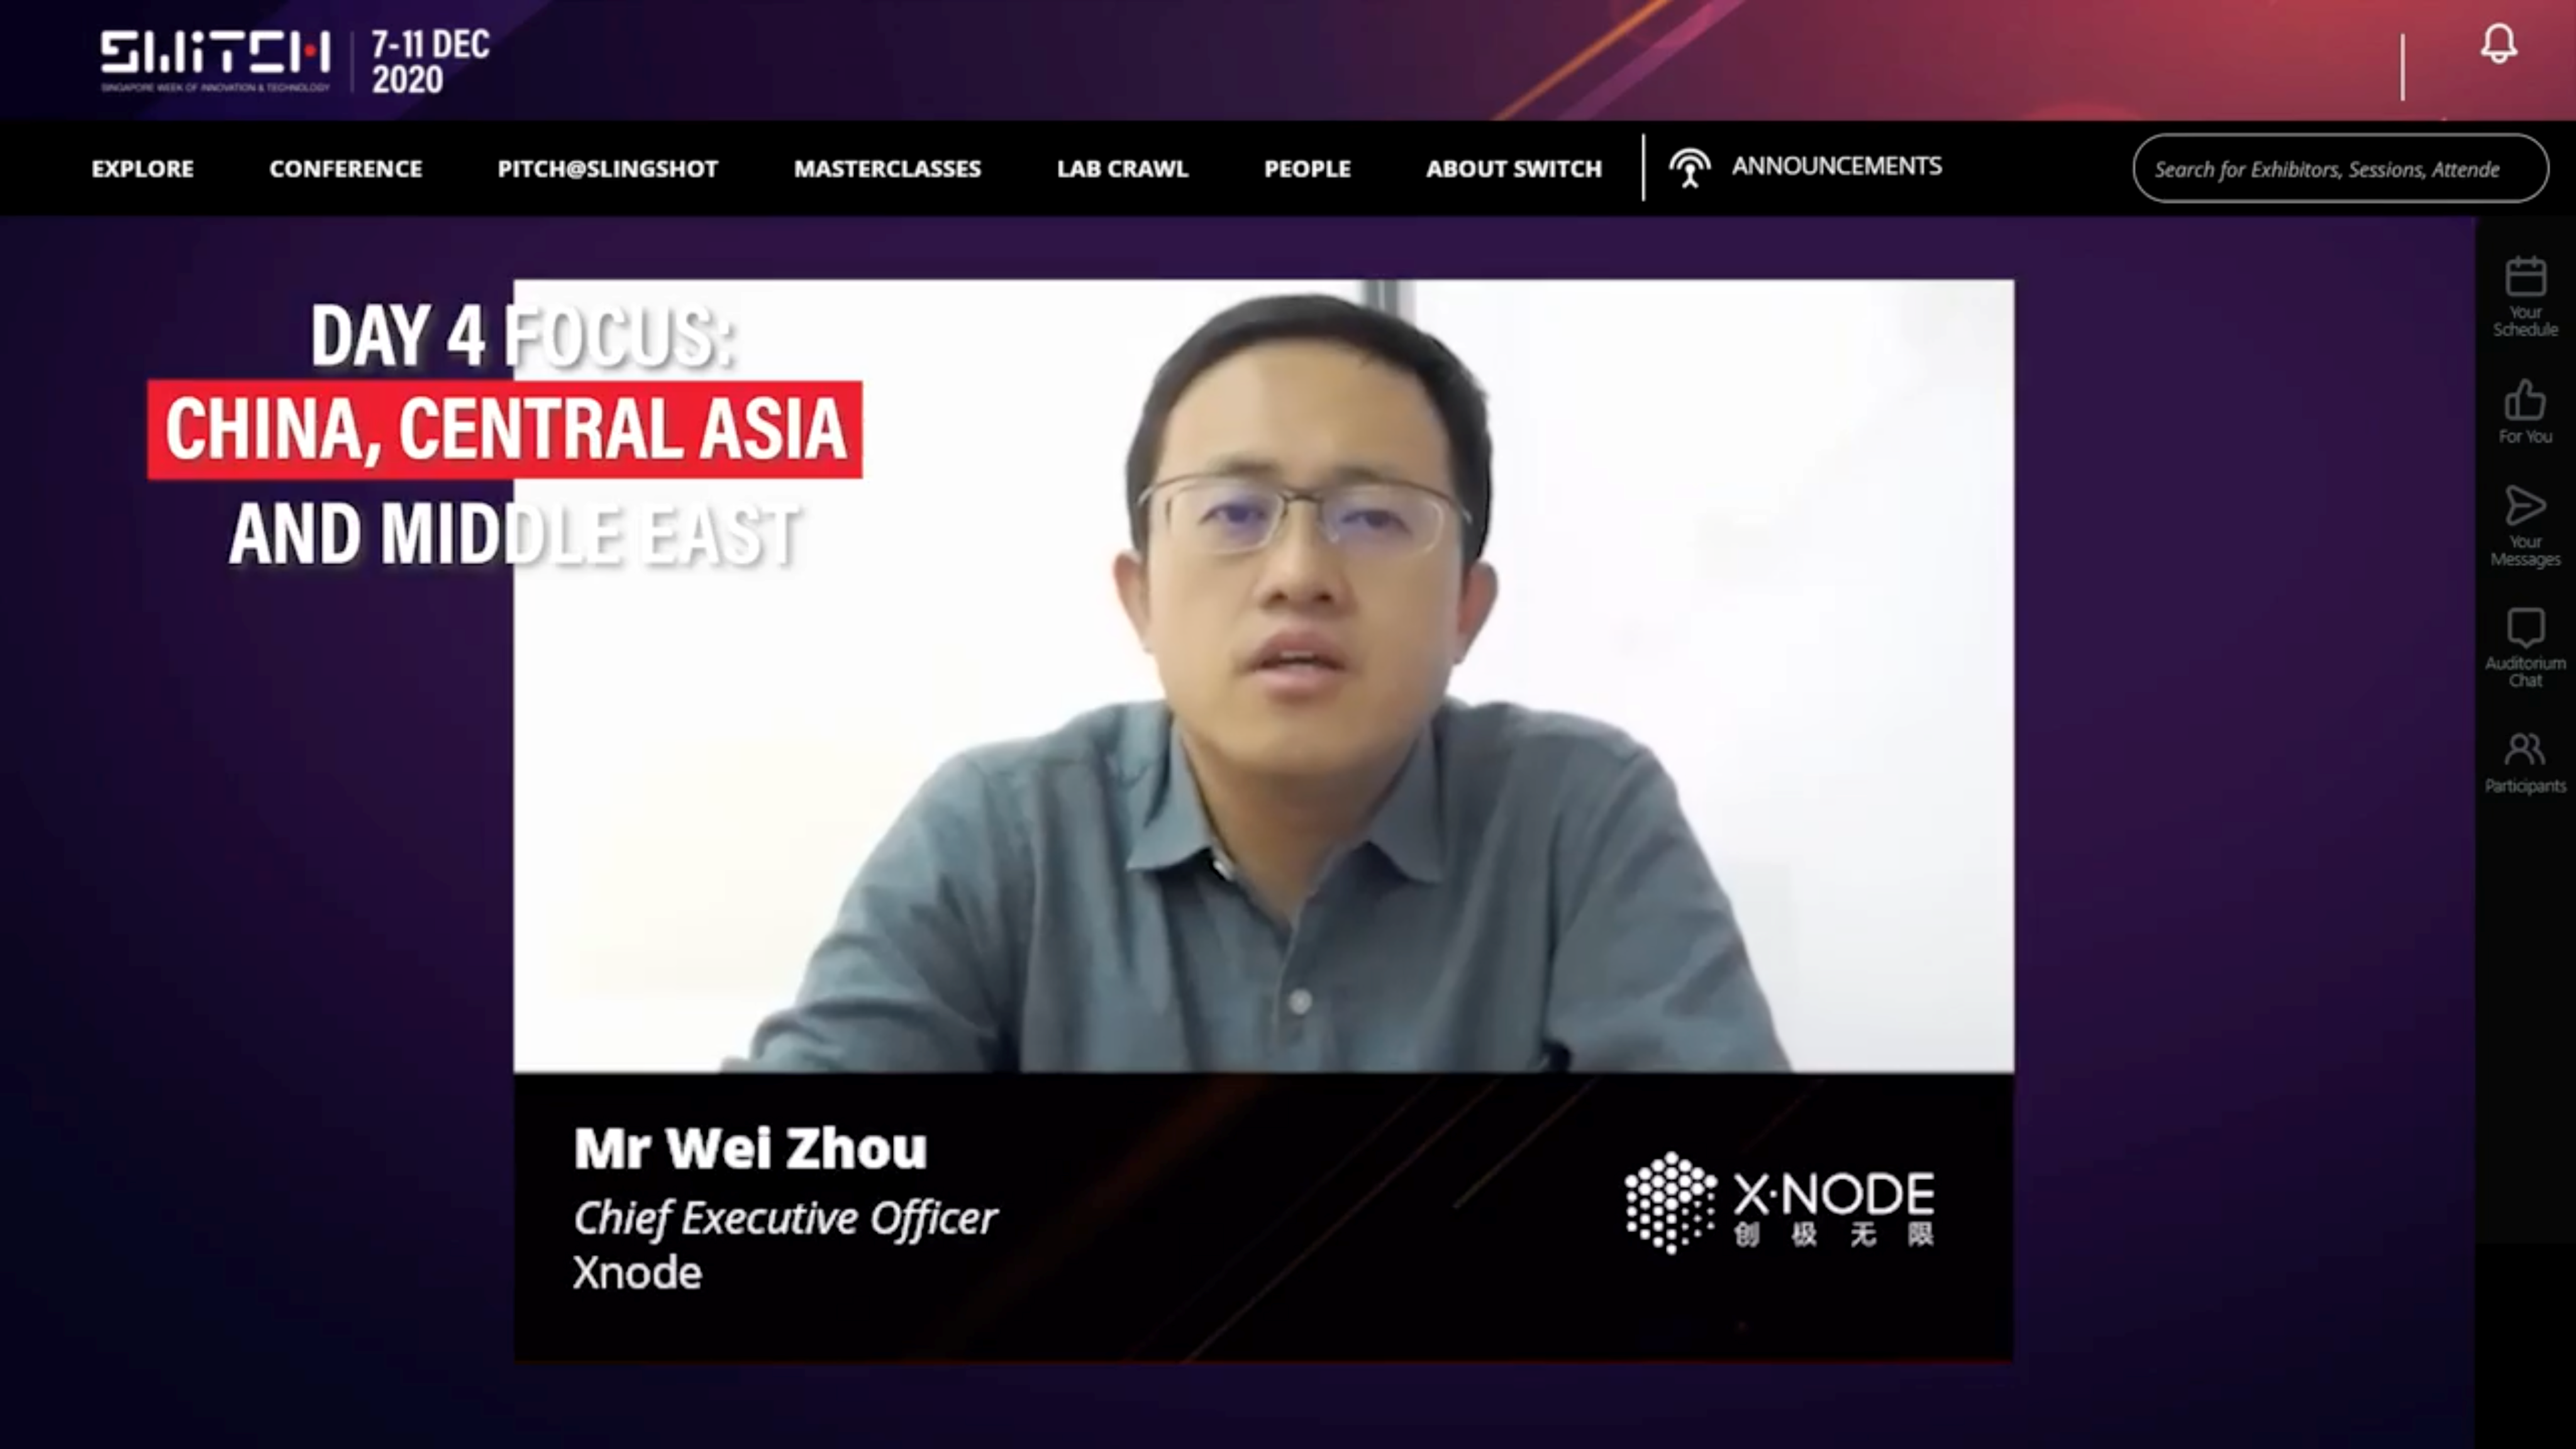 SWITCH
SINGAPORE WEEK OF INNOVATION & TECHNOLOGY
7-11 DEC
2020
EXPLORE
CONFERENCE
PITCH@SLINGSHOT
MASTERCLASSES
LAB CRAWL
PEOPLE
ABOUT SWITCH
ANNOUNCEMENTS
Search for Exhibitors, Sessions, Attende
DAY 4 FOCUS:
CHINA, CENTRAL ASIA
AND MIDDLE EAST
Your
Schedule
For You
Your
Messages
Auditorium
Chat
Participants
Mr Wei Zhou
Chief Executive Officer
Xnode
X·NODE
创极无限